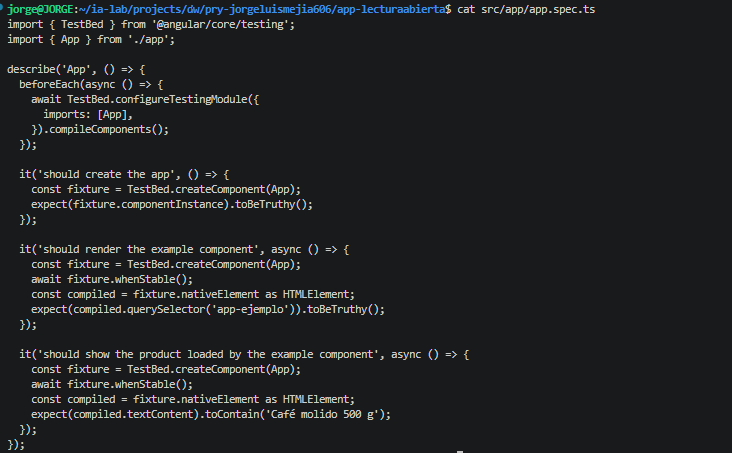 jorge@JORGE:~/ia-lab/projects/dw/pry-jorgeluismejia606/app-lecturaabierta$ cat src/app/app.spec.ts
import { TestBed } from '@angular/core/testing';
import { App } from './app';

describe('App', () => {
  beforeEach(async () => {
    await TestBed.configureTestingModule({
      imports: [App],
    }).compileComponents();
  });

  it('should create the app', () => {
    const fixture = TestBed.createComponent(App);
    expect(fixture.componentInstance).toBeTruthy();
  });

  it('should render the example component', async () => {
    const fixture = TestBed.createComponent(App);
    await fixture.whenStable();
    const compiled = fixture.nativeElement as HTMLElement;
    expect(compiled.querySelector('app-ejemplo')).toBeTruthy();
  });

  it('should show the product loaded by the example component', async () => {
    const fixture = TestBed.createComponent(App);
    await fixture.whenStable();
    const compiled = fixture.nativeElement as HTMLElement;
    expect(compiled.textContent).toContain('Café molido 500 g');
  });
});